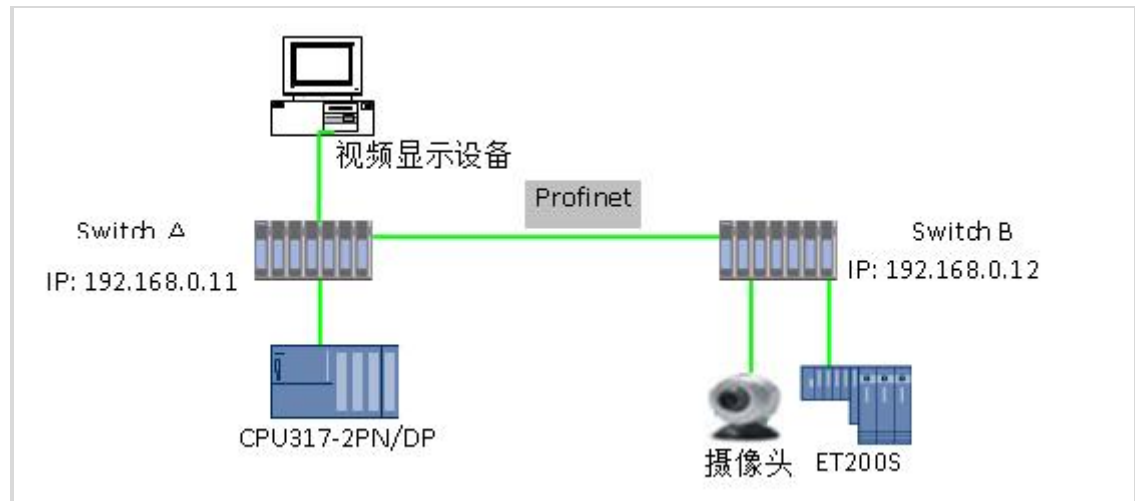 视频显示设备
Profinet
Switch A
IP: 192.168.0.11
Switch B
IP: 192.168.0.12
CPU317-2PN/DP
摄像头
ET200S